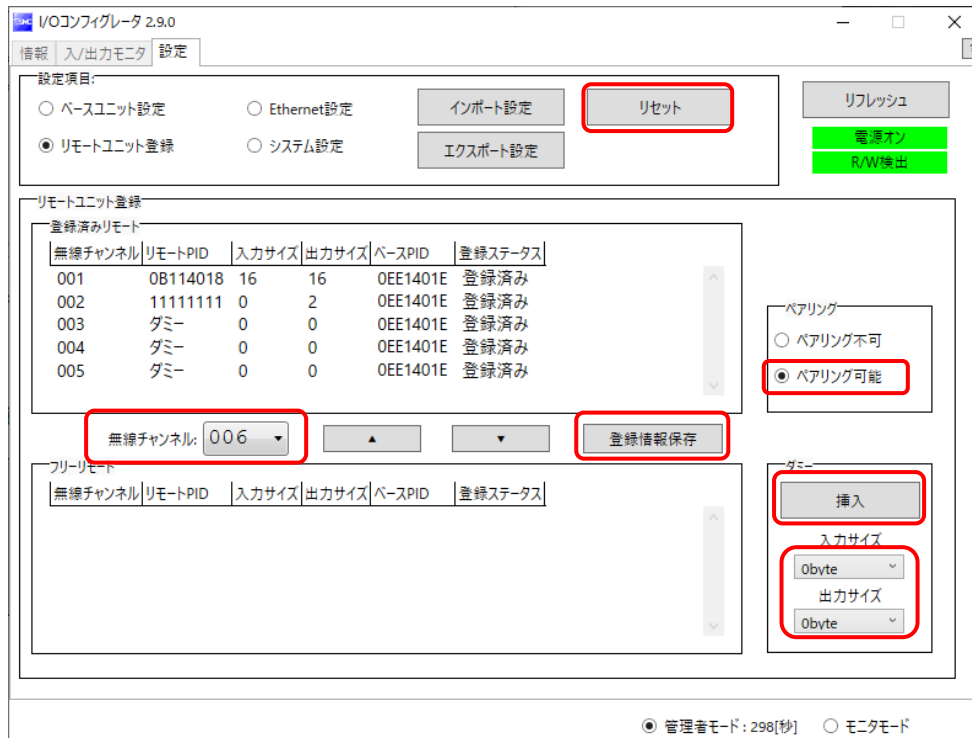 SMC I/Oコンフィグレータ 2.9.0
情報 入/出力モニタ 設定
設定項目:
ベースユニット設定 Ethernet設定 インポート設定 リセット リフレッシュ
リモートユニット登録 システム設定 エクスポート設定 電源オン
R/W検出
リモートユニット登録
登録済みリモート
無線チャンネル リモートPID 入力サイズ 出力サイズ ベースPID 登録ステータス
001 0B114018 16 16 0EE1401E 登録済み
002 11111111 0 2 0EE1401E 登録済み
003 ダミー 0 0 0EE1401E 登録済み
004 ダミー 0 0 0EE1401E 登録済み
005 ダミー 0 0 0EE1401E 登録済み
ペアリング
ペアリング不可
ペアリング可能
無線チャンネル: 006 ▲ ▼ 登録情報保存
フリーリモート
無線チャンネル リモートPID 入力サイズ 出力サイズ ベースPID 登録ステータス
ダミー
挿入
入力サイズ
0byte
出力サイズ
0byte
管理者モード:298[秒] モニタモード